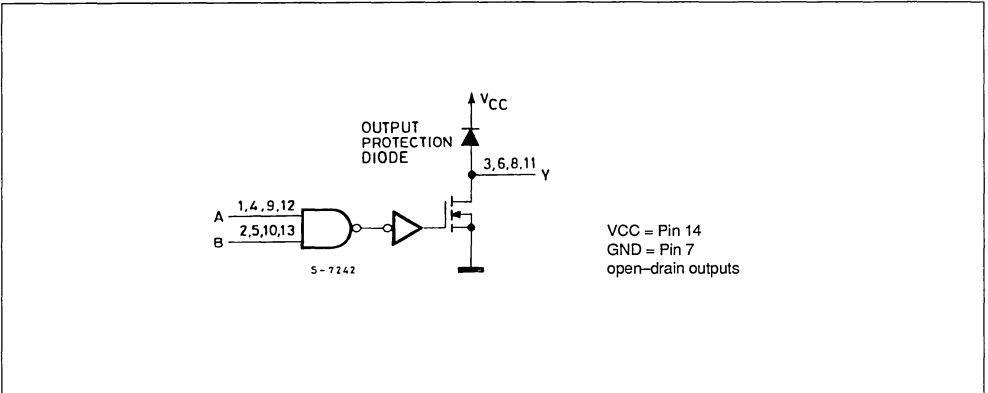 VCC
OUTPUT
PROTECTION
DIODE
3,6,8,11
Y
A
1,4,9,12
B
2,5,10,13
S-7242
VCC = Pin 14
GND = Pin 7
open–drain outputs